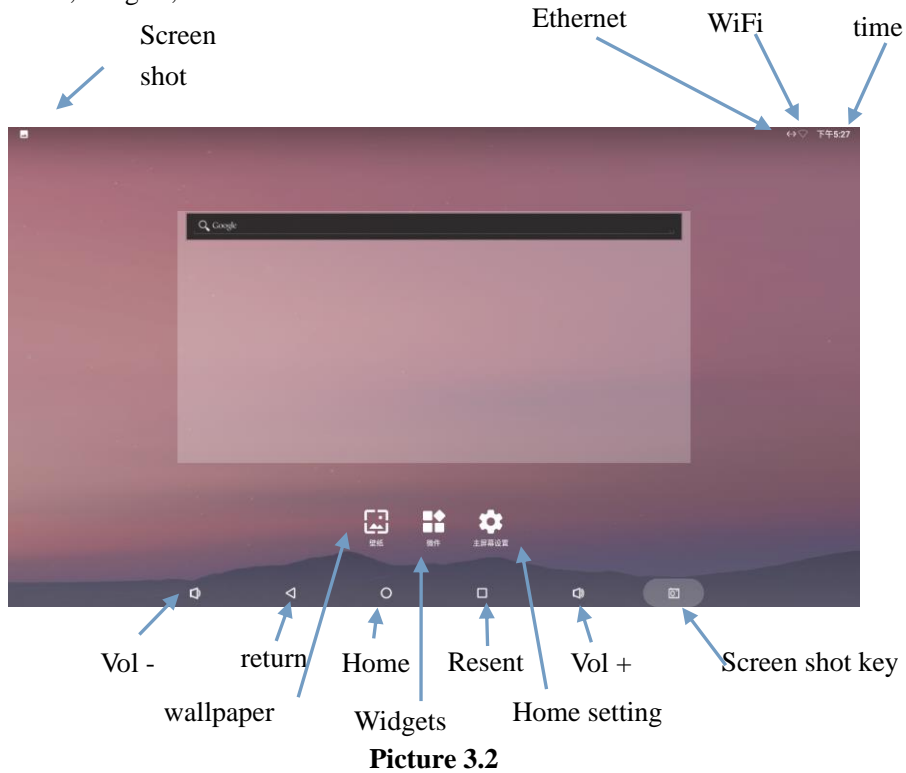 Ethernet
WiFi
time
Screen
shot
下午5:27
Google
壁纸
微件
主屏幕设置
Vol -
return
Home
Resent
Vol +
Screen shot key
wallpaper
Widgets
Home setting
Picture 3.2